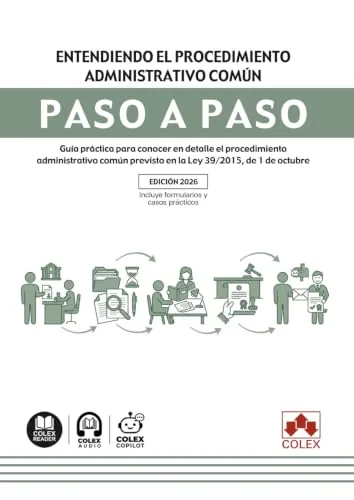 ENTENDIENDO EL PROCEDIMIENTO
ADMINISTRATIVO COMÚN
PASO A PASO
Guía práctica para conocer en detalle el procedimiento
administrativo común previsto en la Ley 39/2015, de 1 de octubre
EDICIÓN 2026
Incluye formularios y
casos prácticos
COLEX
READER
COLEX
AUDIO
COLEX
COPILOT
COLEX